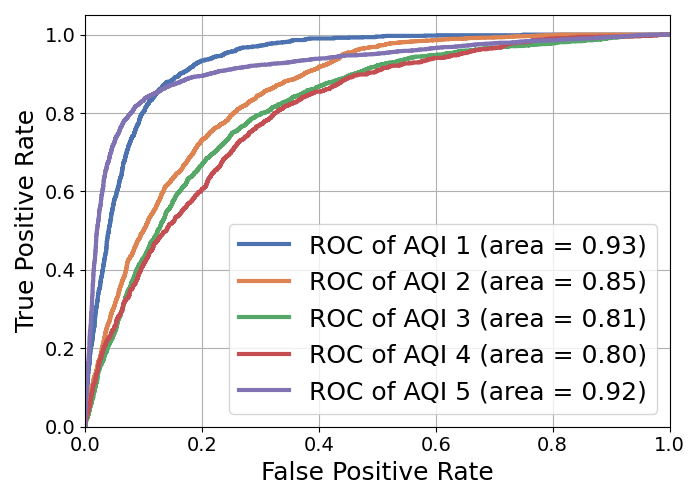 1.0
0.8
0.6
0.4
0.2
0.0
True Positive Rate
ROC of AQI 1 (area = 0.93)
ROC of AQI 2 (area = 0.85)
ROC of AQI 3 (area = 0.81)
ROC of AQI 4 (area = 0.80)
ROC of AQI 5 (area = 0.92)
0.0 0.2 0.4 0.6 0.8 1.0
False Positive Rate